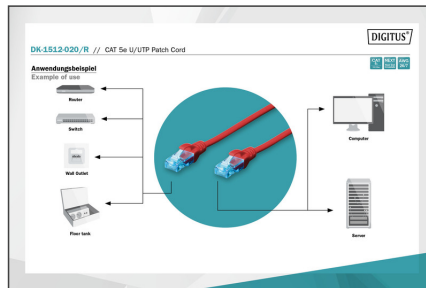 DIGITUS®
DK-1512-020/R // CAT 5e U/UTP Patch Cord
Anwendungsbeispiel
Example of use
Router
Switch
Wall Outlet
Floor tank
Computer
Server